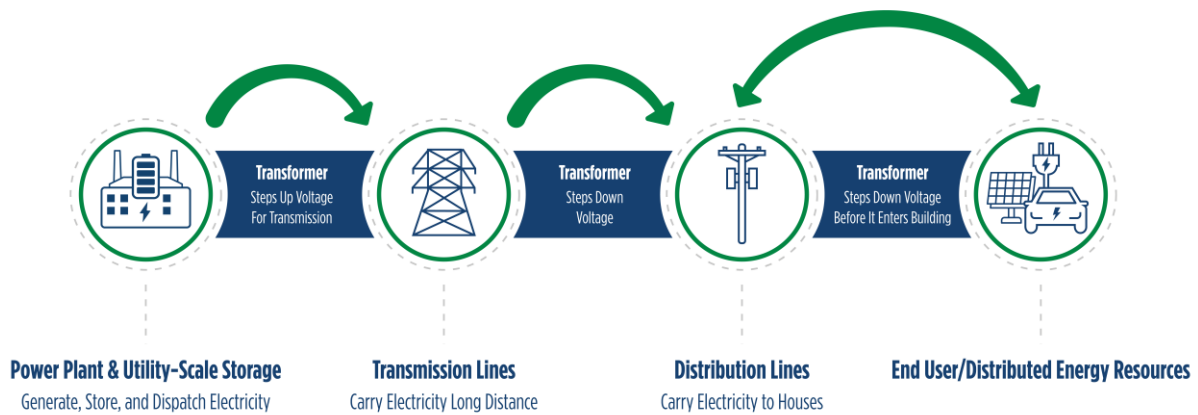 Transformer
Steps Up Voltage
For Transmission
Transformer
Steps Down
Voltage
Transformer
Steps Down Voltage
Before It Enters Building
Power Plant & Utility-Scale Storage
Generate, Store, and Dispatch Electricity
Transmission Lines
Carry Electricity Long Distance
Distribution Lines
Carry Electricity to Houses
End User/Distributed Energy Resources